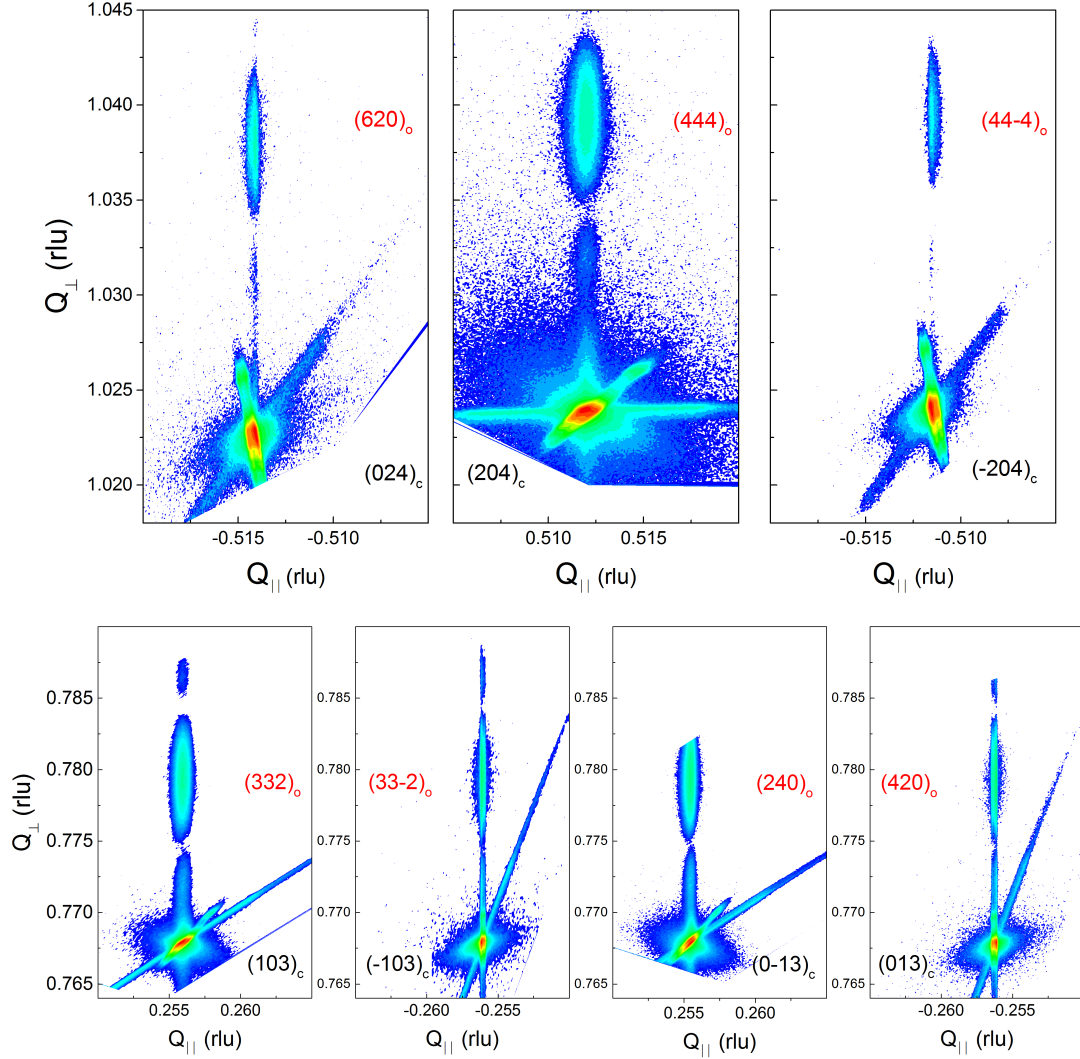 1.045
1.040
1.035
1.030
1.025
1.020
Q⊥ (rlu)
(620)o
(024)c
-0.515 -0.510
Q|| (rlu)
(444)o
(204)c
0.510 0.515
Q|| (rlu)
(44-4)o
(-204)c
-0.515 -0.510
Q|| (rlu)
0.785
0.780
0.775
0.770
0.765
Q⊥ (rlu)
(332)o
(103)c
0.255 0.260
Q|| (rlu)
0.785
0.780
0.775
0.770
0.765
(33-2)o
(-103)c
-0.260 -0.255
Q|| (rlu)
0.785
0.780
0.775
0.770
0.765
(240)o
(0-13)c
0.255 0.260
Q|| (rlu)
0.785
0.780
0.775
0.770
0.765
(420)o
(013)c
-0.260 -0.255
Q|| (rlu)